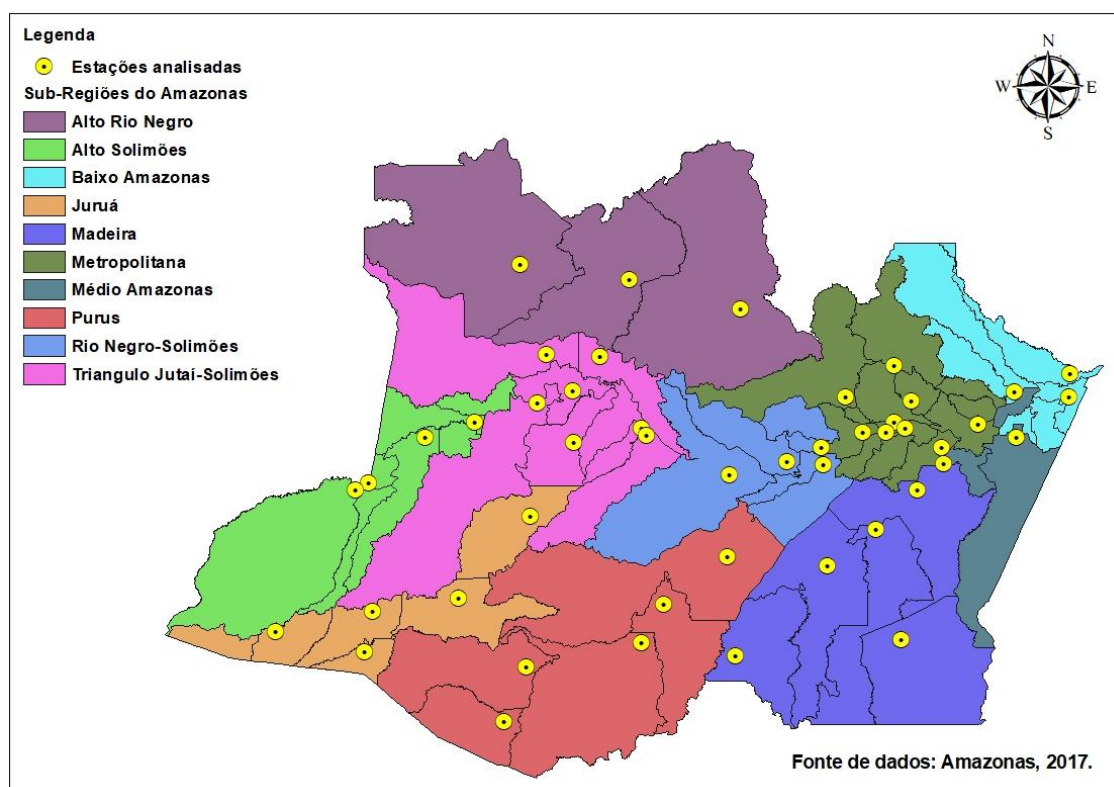 Legenda
Estações analisadas
Sub-Regiões do Amazonas
Alto Rio Negro
Alto Solimões
Baixo Amazonas
Juruá
Madeira
Metropolitana
Médio Amazonas
Purus
Rio Negro-Solimões
Triangulo Jutaí-Solimões
N
W E
S
Fonte de dados: Amazonas, 2017.